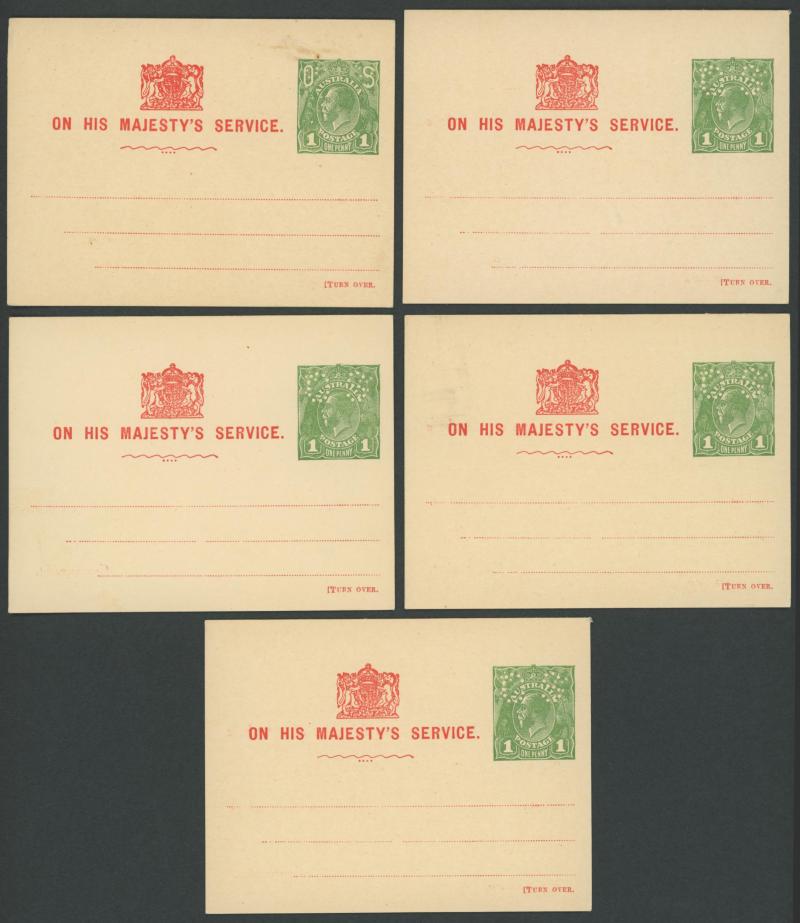 O S
AUSTRALIA
ON HIS MAJESTY'S SERVICE.
POSTAGE
1 1
ONE PENNY
[TURN OVER.
AUSTRALIA
ON HIS MAJESTY'S SERVICE.
POSTAGE
1 1
ONE PENNY
[TURN OVER.
AUSTRALIA
ON HIS MAJESTY'S SERVICE.
POSTAGE
1 1
ONE PENNY
[TURN OVER.
AUSTRALIA
ON HIS MAJESTY'S SERVICE.
POSTAGE
1 1
ONE PENNY
[TURN OVER.
AUSTRALIA
ON HIS MAJESTY'S SERVICE.
POSTAGE
1 1
ONE PENNY
[TURN OVER.